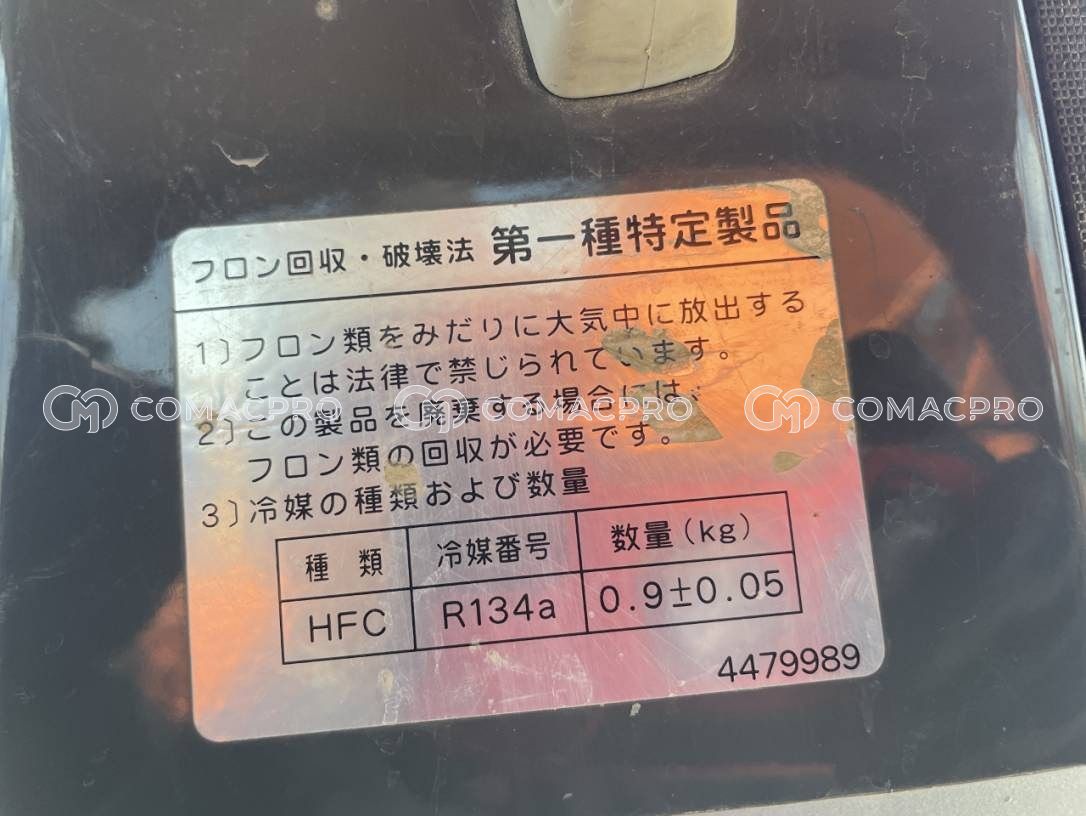 フロン回収・破壊法 第一種特定製品
1)フロン類をみだりに大気中に放出する
ことは法律で禁じられています。
2)この製品を廃棄する場合には、
フロン類の回収が必要です。
3)冷媒の種類および数量
種 類 冷媒番号 数量(kg)
HFC R134a 0.9±0.05
4479989
COMACPRO COMACPRO COMACPRO